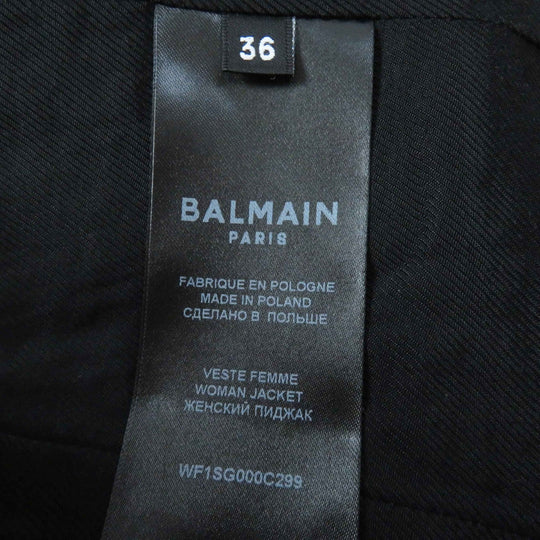 36
BALMAIN
PARIS
FABRIQUE EN POLOGNE
MADE IN POLAND
СДЕЛАНО В ПОЛЬШЕ
VESTE FEMME
WOMAN JACKET
ЖЕНСКИЙ ПИДЖАК
WF1SG000C299